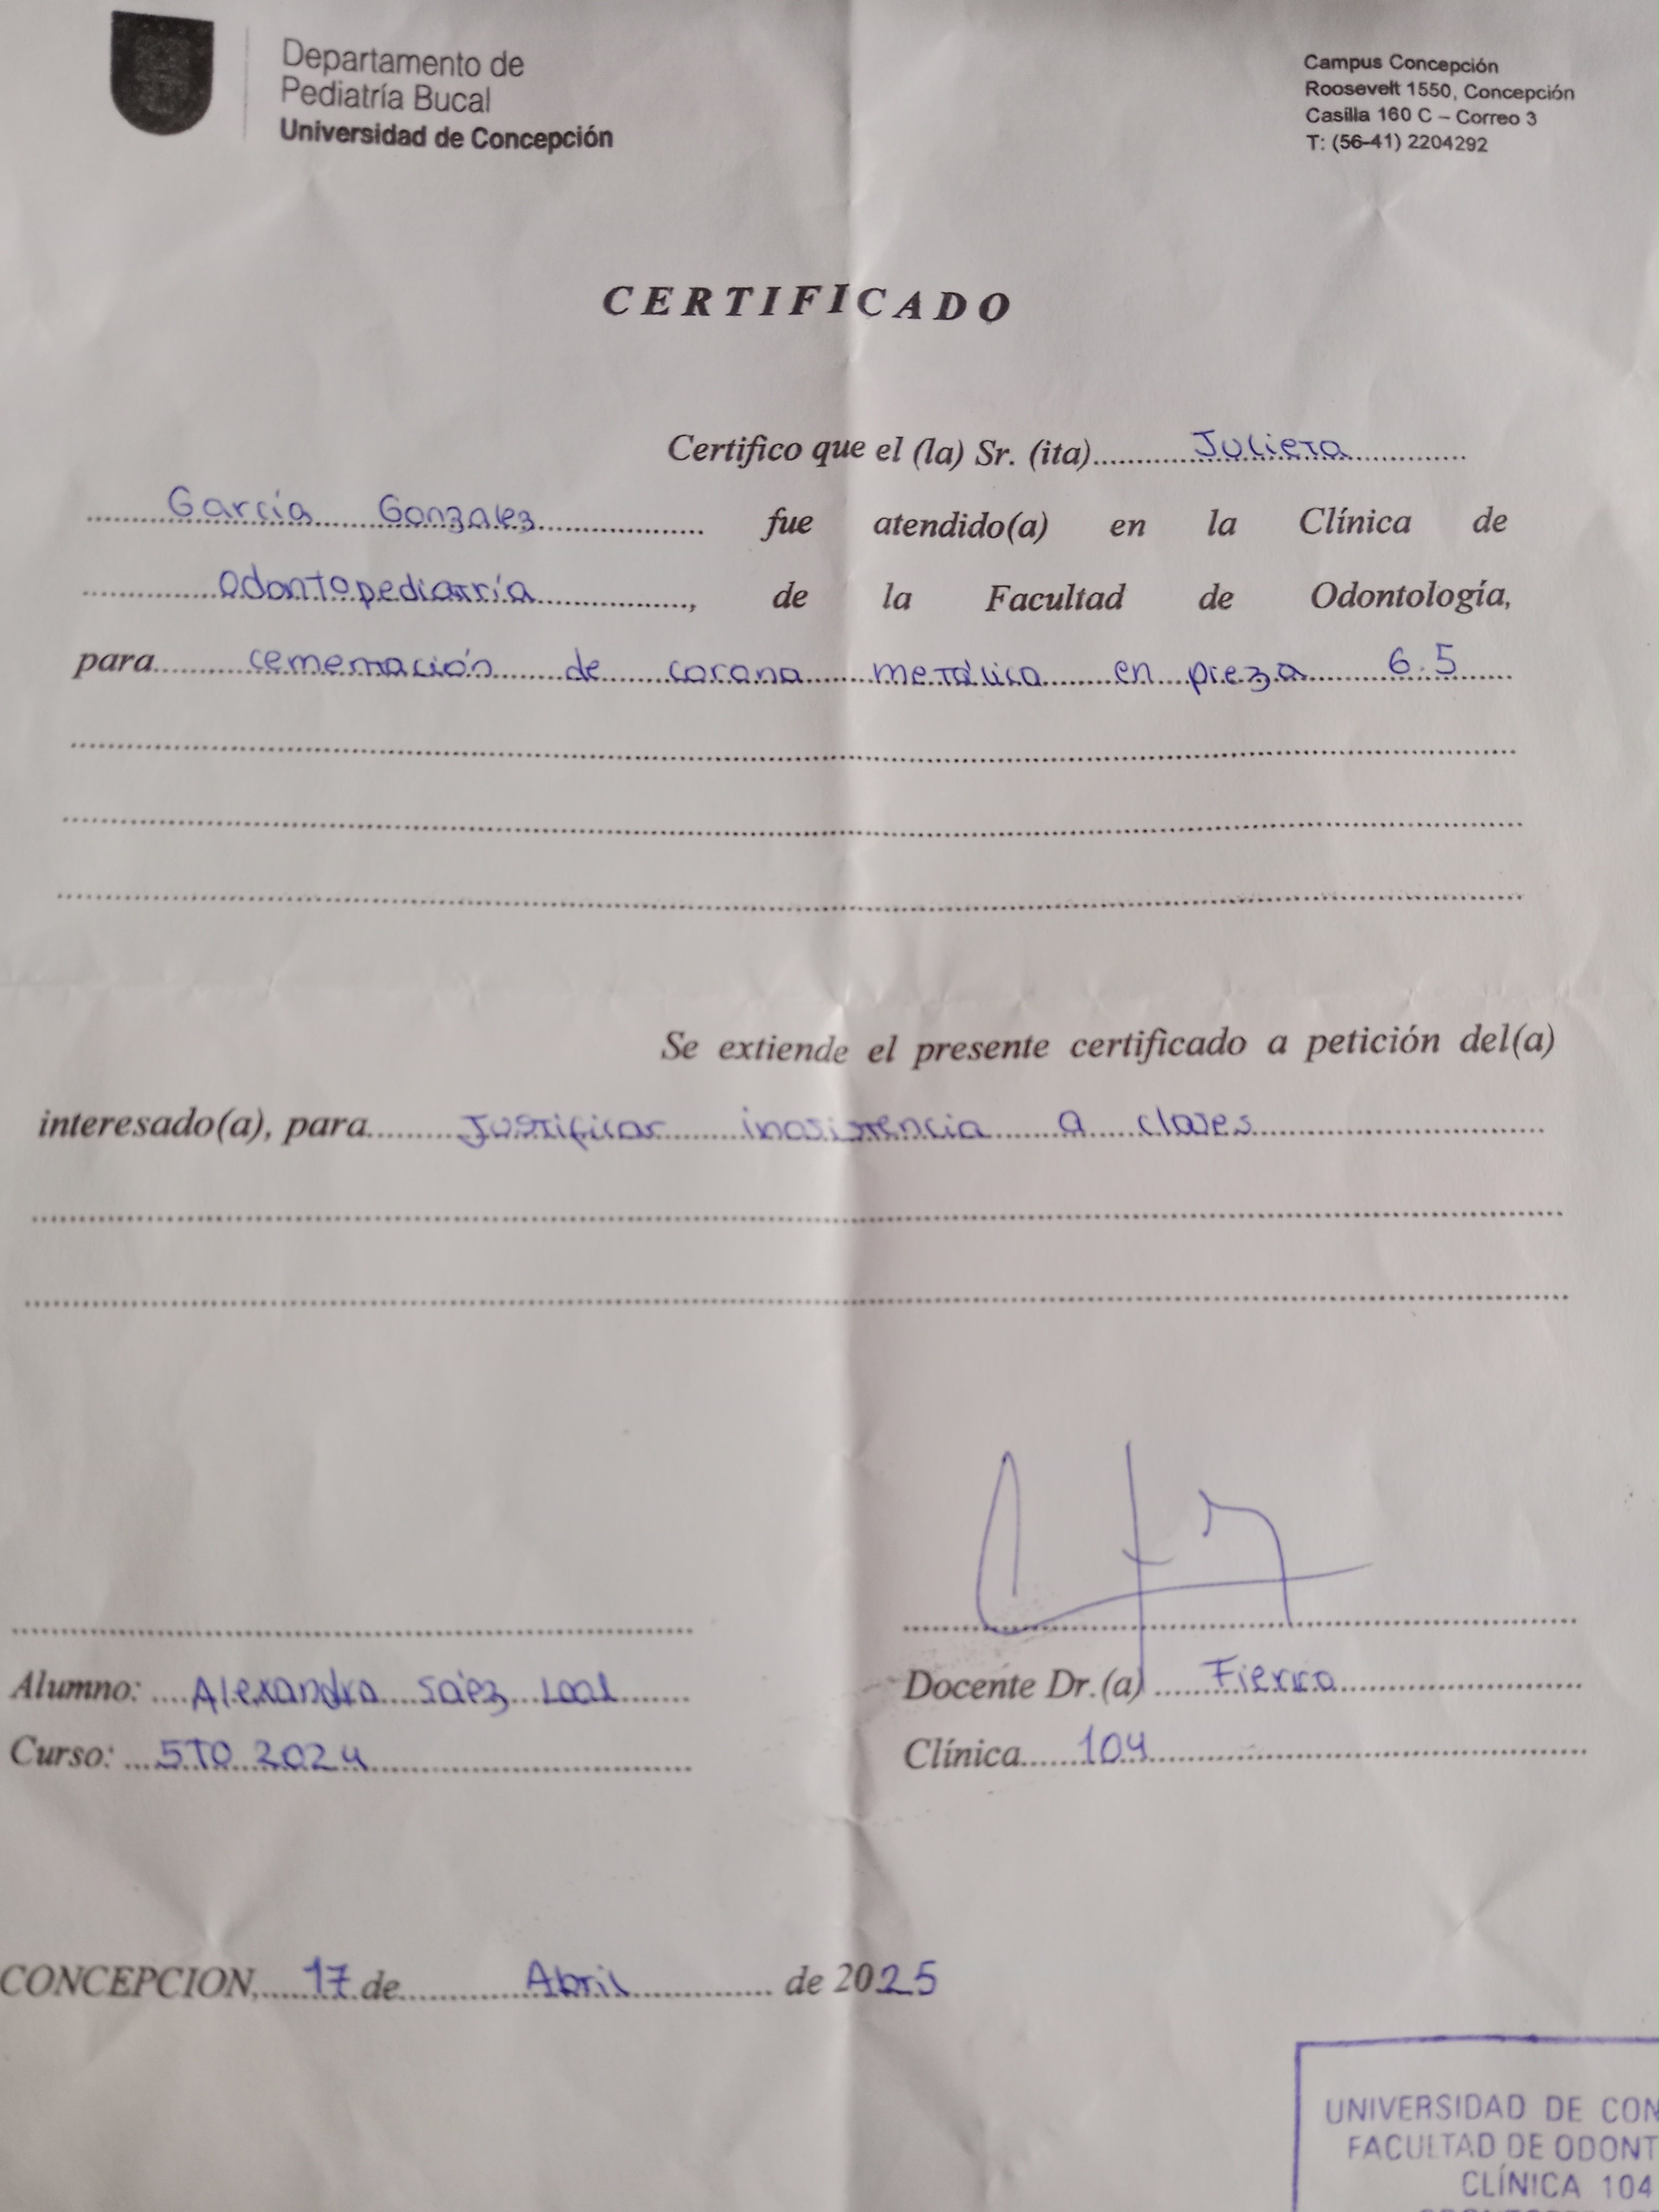 Departamento de
Pediatría Bucal
Universidad de Concepción
Campus Concepción
Roosevelt 1550, Concepción
Casilla 160 C – Correo 3
T: (56-41) 2204292
CERTIFICADO
Certifico que el (la) Sr. (ita) Julieta
García Gonzalez fue atendido(a) en la Clínica de
Odontopediatría, de la Facultad de Odontología,
para cementación de corona metálica en pieza 6.5
Se extiende el presente certificado a petición del(a)
interesado(a), para Justificar inasistencia a clases
Alumno: Alexandra Sáez Leal
Curso: 5TO 2024
Docente Dr.(a) Fierro
Clínica 104
CONCEPCION, 17 de Abril de 2025
UNIVERSIDAD DE CON
FACULTAD DE ODONT
CLÍNICA 104